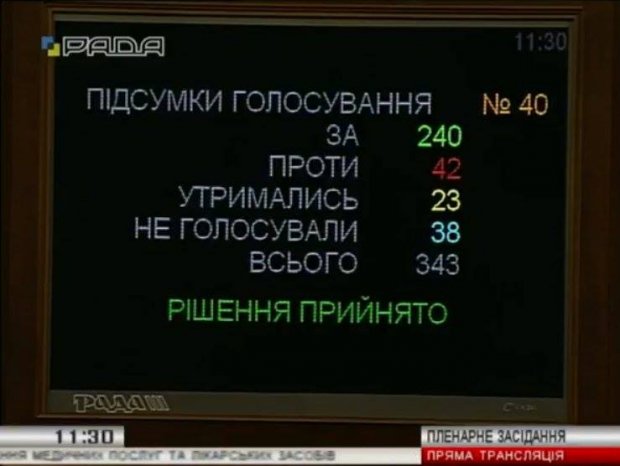 РАДА
11:30
ПІДСУМКИ ГОЛОСУВАННЯ № 40
ЗА 240
ПРОТИ 42
УТРИМАЛИСЬ 23
НЕ ГОЛОСУВАЛИ 38
ВСЬОГО 343
РІШЕННЯ ПРИЙНЯТО
РАДА III
11:30
ПЛЕНАРНЕ ЗАСІДАННЯ
МЕДИЧНИХ ПОСЛУГ ТА ЛІКАРСЬКИХ ЗАСОБІВ
ПРЯМА ТРАНСЛЯЦІЯ